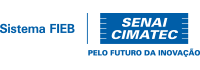 Sistema FIEB
SENAI
CIMATEC
PELO FUTURO DA INOVAÇÃO